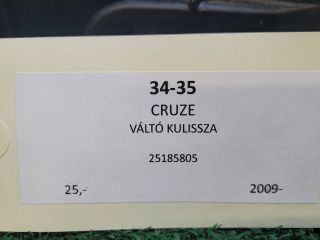 34-35
CRUZE
VÁLTÓ KULISSZA
25185805
25,- 2009-